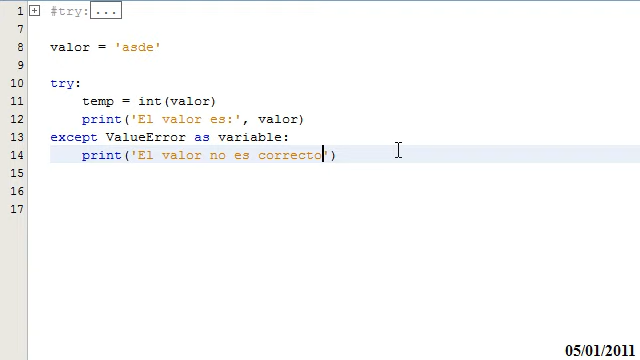 1 #try: ...
7
8 valor = 'asde'
9
10 try:
11 temp = int(valor)
12 print('El valor es:', valor)
13 except ValueError as variable:
14 print('El valor no es correcto')
15
16
17
05/01/2011